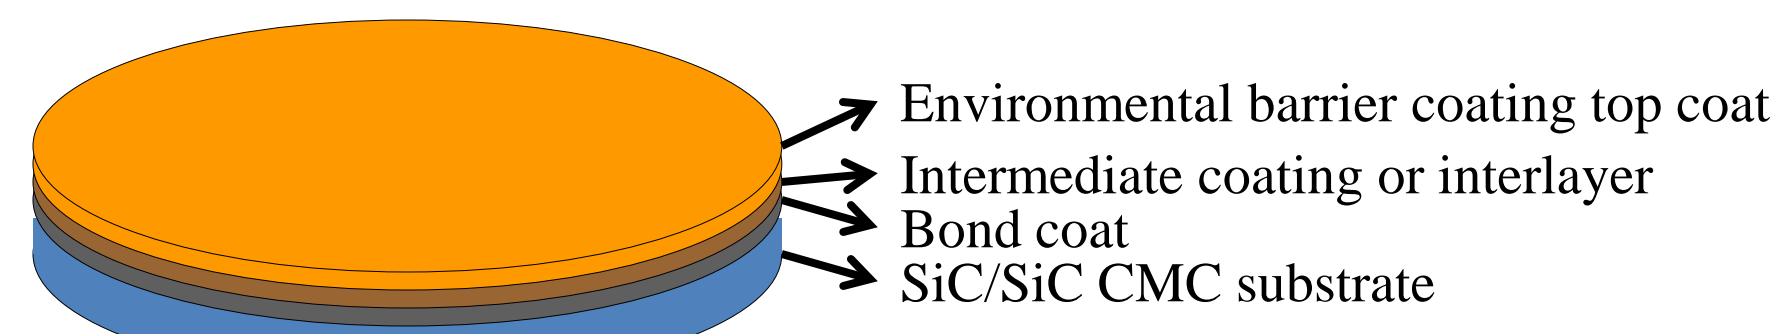 Environmental barrier coating top coat
Intermediate coating or interlayer
Bond coat
SiC/SiC CMC substrate